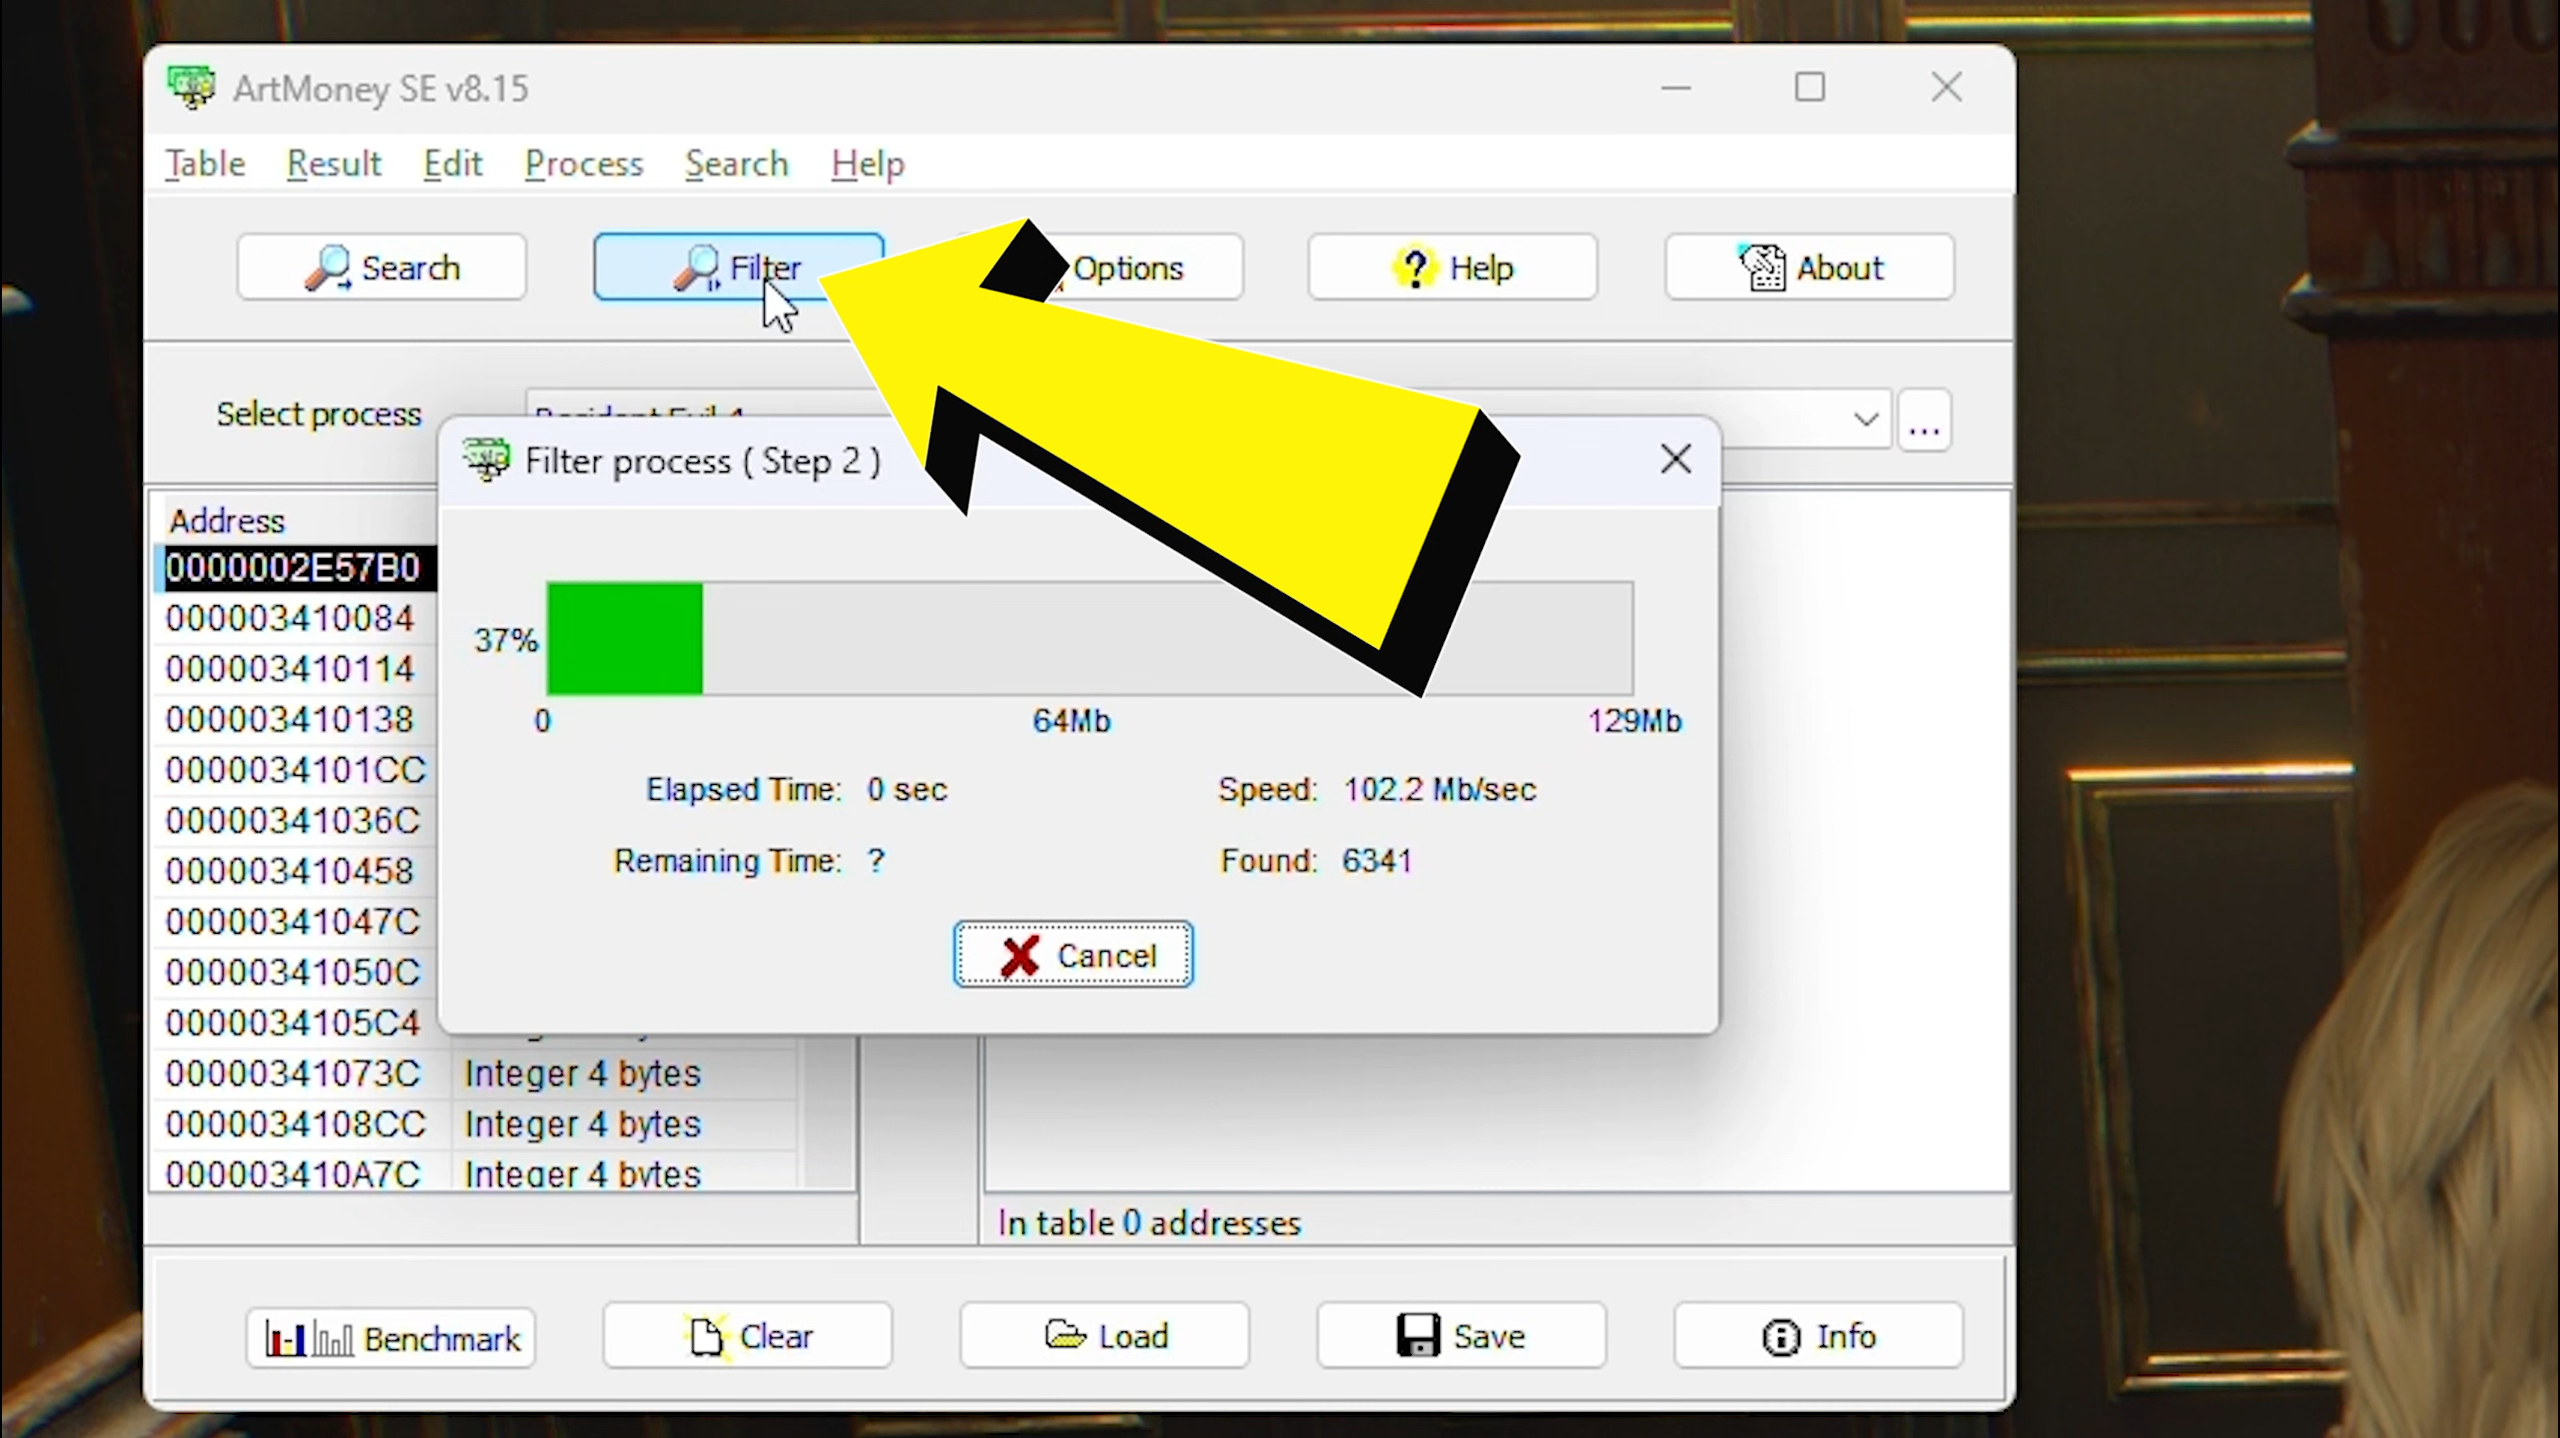 ArtMoney SE v8.15
Table Result Edit Process Search Help
Search Filter Options Help About
Select process Resident Evil 4
...
Filter process ( Step 2 )
Address
0000002E57B0
000003410084
000003410114
000003410138
0000034101CC
00000341036C
000003410458
00000341047C
00000341050C
0000034105C4
00000341073C Integer 4 bytes
0000034108CC Integer 4 bytes
000003410A7C Integer 4 bytes
37%
0 64Mb 129Mb
Elapsed Time: 0 sec Speed: 102.2 Mb/sec
Remaining Time: ? Found: 6341
Cancel
In table 0 addresses
Benchmark Clear Load Save Info